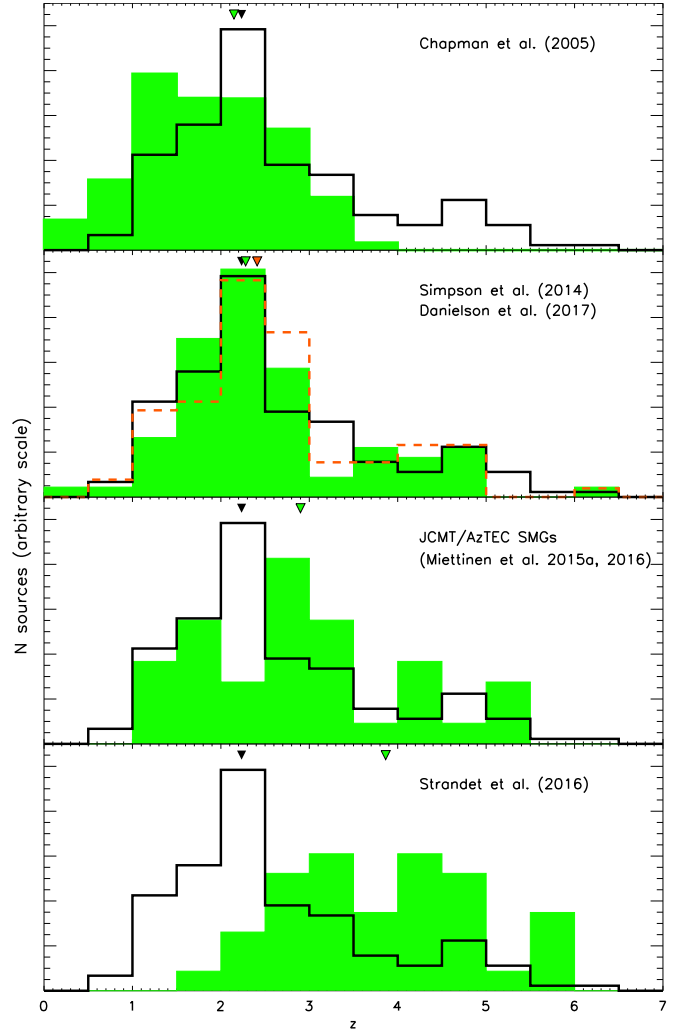 Chapman et al. (2005)
Simpson et al. (2014)
Danielson et al. (2017)
JCMT/AzTEC SMGs
(Miettinen et al. 2015a, 2016)
Strandet et al. (2016)
N sources (arbitrary scale)
0 1 2 3 4 5 6 7
z